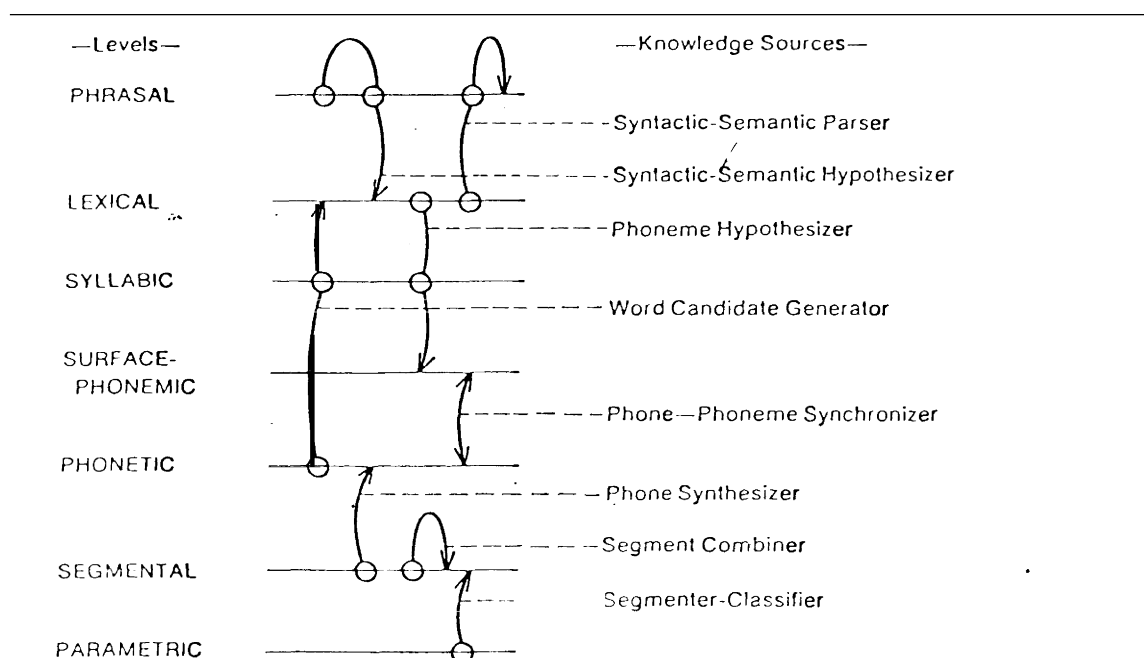 —Levels—
—Knowledge Sources—
PHRASAL
Syntactic-Semantic Parser
Syntactic-Semantic Hypothesizer
LEXICAL
Phoneme Hypothesizer
SYLLABIC
Word Candidate Generator
SURFACE-
PHONEMIC
Phone—Phoneme Synchronizer
PHONETIC
Phone Synthesizer
Segment Combiner
SEGMENTAL
Segmenter-Classifier
PARAMETRIC